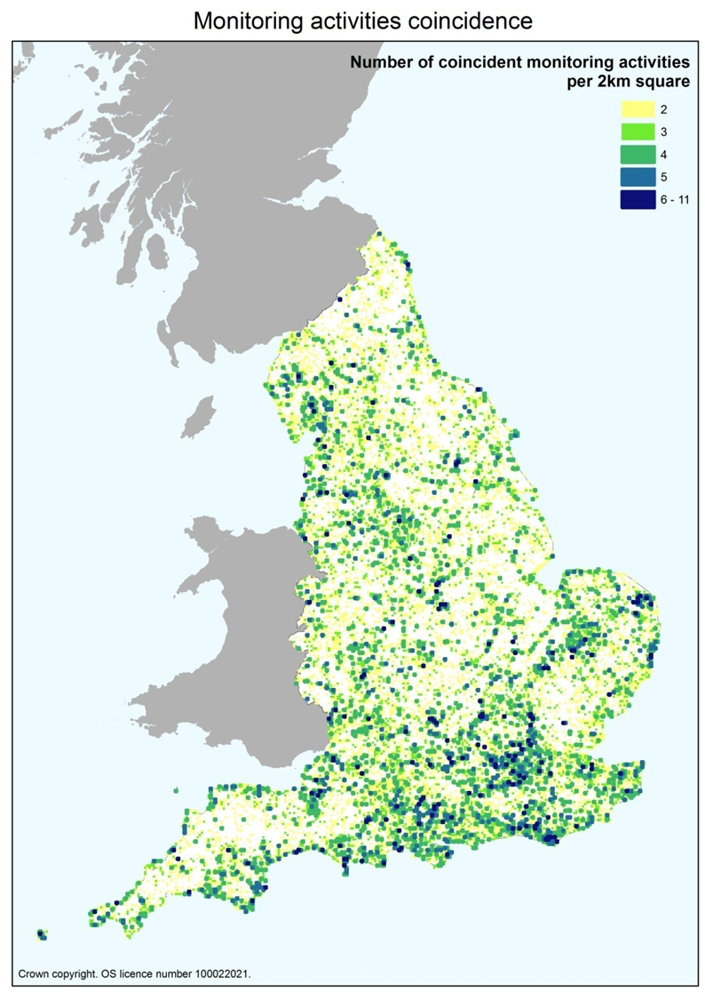 Monitoring activities coincidence
Number of coincident monitoring activities
per 2km square
2
3
4
5
6 - 11
Crown copyright. OS licence number 100022021.